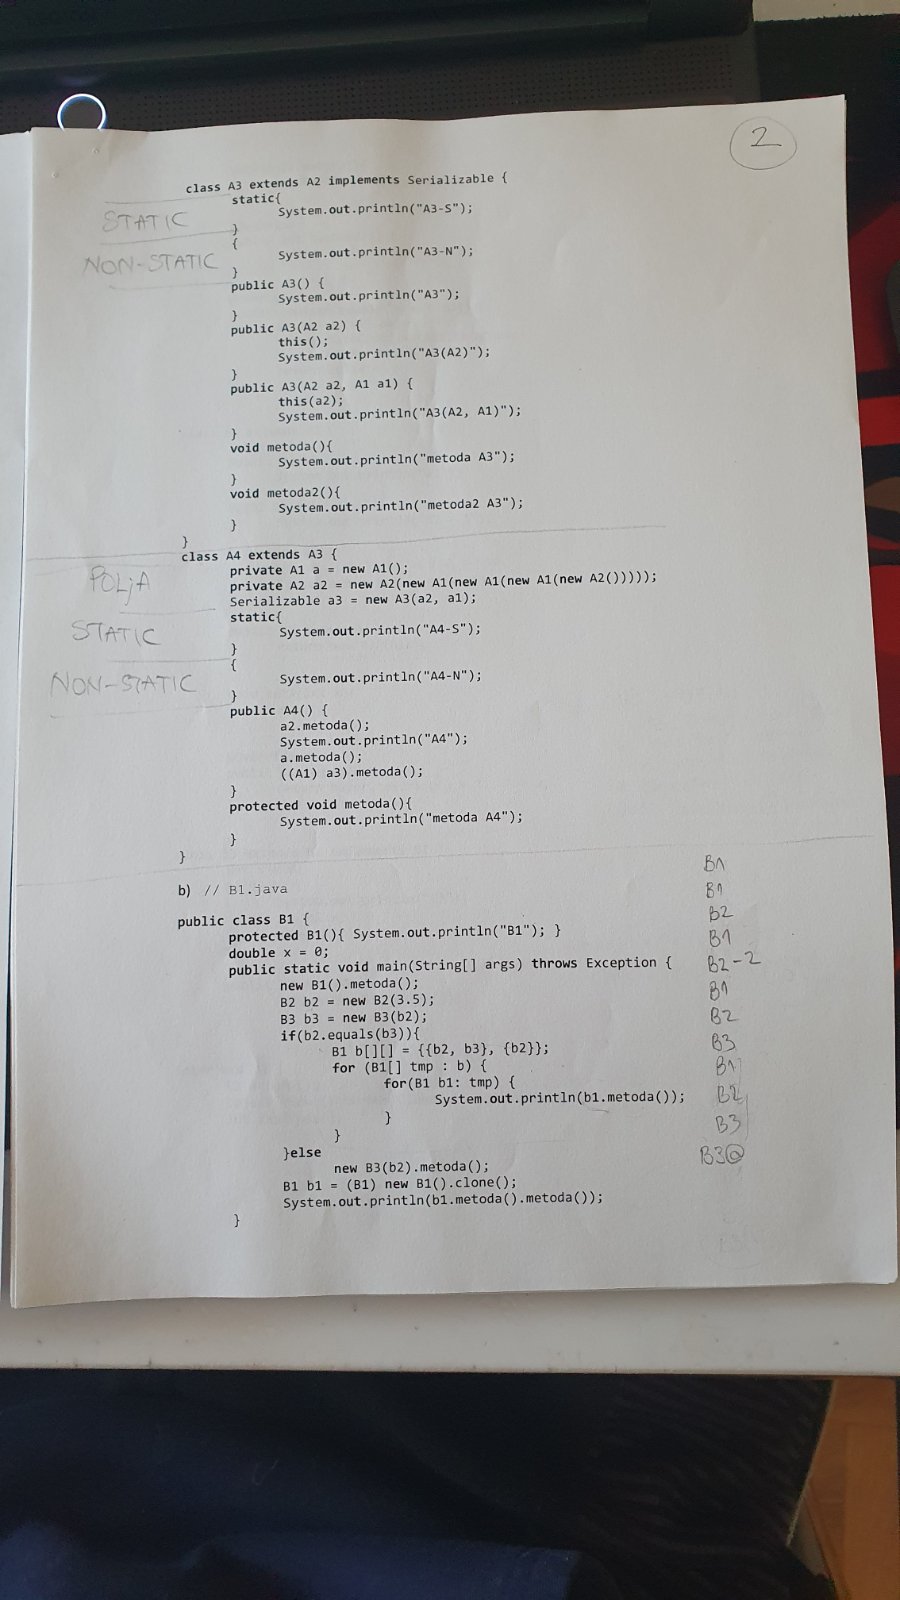 2
class A3 extends A2 implements Serializable {
static{
STATIC
System.out.println("A3-S");
}
{
NON-STATIC
System.out.println("A3-N");
}
public A3() {
System.out.println("A3");
}
public A3(A2 a2) {
this();
System.out.println("A3(A2)");
}
public A3(A2 a2, A1 a1) {
this(a2);
System.out.println("A3(A2, A1)");
}
void metoda(){
System.out.println("metoda A3");
}
void metoda2(){
System.out.println("metoda2 A3");
}
}
class A4 extends A3 {
POLjA
private A1 a = new A1();
private A2 a2 = new A2(new A1(new A1(new A1(new A2()))));
Serializable a3 = new A3(a2, a1);
static{
STATIC
System.out.println("A4-S");
}
{
NON-STATIC
System.out.println("A4-N");
}
public A4() {
a2.metoda();
System.out.println("A4");
a.metoda();
((A1) a3).metoda();
}
protected void metoda(){
System.out.println("metoda A4");
}
}
b) // B1.java
public class B1 {
protected B1(){ System.out.println("B1"); }
double x = 0;
public static void main(String[] args) throws Exception {
new B1().metoda();
B2 b2 = new B2(3.5);
B3 b3 = new B3(b2);
if(b2.equals(b3)){
B1 b[][] = {{b2, b3}, {b2}};
for (B1[] tmp : b) {
for(B1 b1: tmp) {
System.out.println(b1.metoda());
}
}
}else
new B3(b2).metoda();
B1 b1 = (B1) new B1().clone();
System.out.println(b1.metoda().metoda());
}
B1
B1
B2
B1
B2-2
B1
B2
B3
B1
B2
B3
B3@